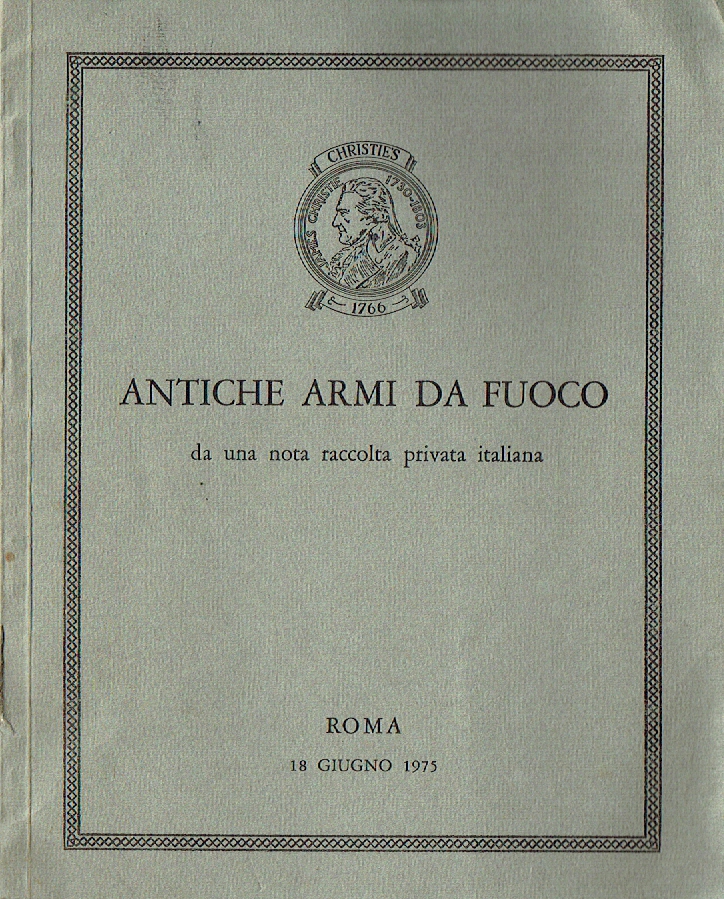 CHRISTIE'S
JAMES CHRISTIE 1730-1803
1766
ANTICHE ARMI DA FUOCO
da una nota raccolta privata italiana
ROMA
18 GIUGNO 1975